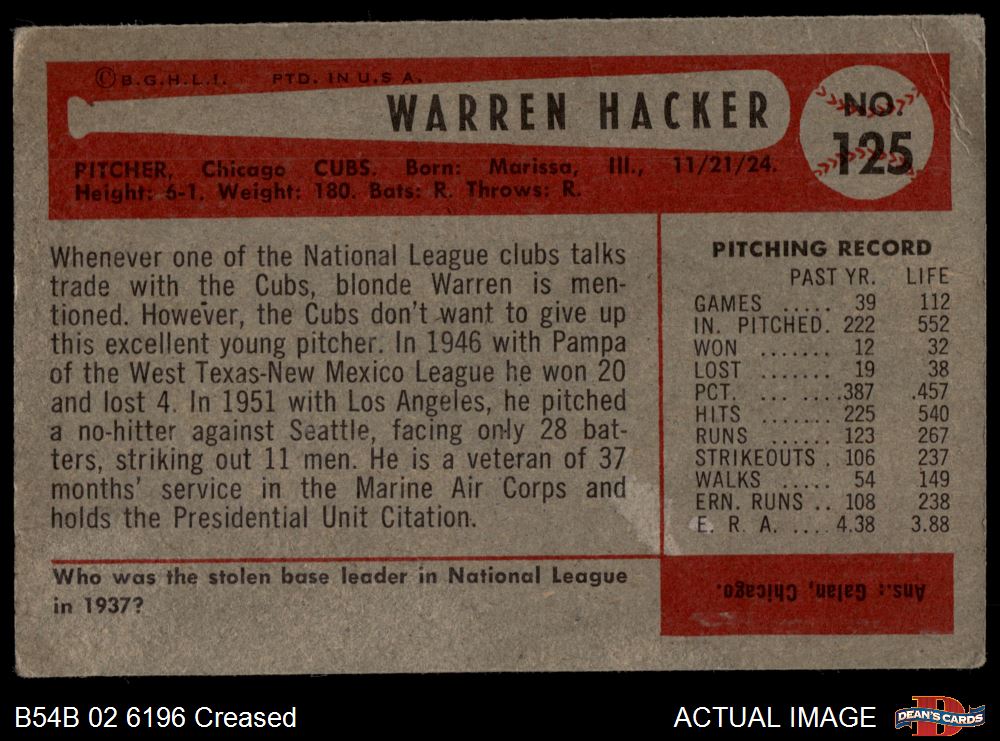 ©B.G.H.L.I. PTD. IN U.S A.
WARREN HACKER
NO.
125
PITCHER, Chicago CUBS. Born: Marissa, Ill., 11/21/24.
Height: 6-1. Weight: 180. Bats: R. Throws: R.
Whenever one of the National League clubs talks
trade with the Cubs, blonde Warren is men-
tioned. However, the Cubs don't want to give up
this excellent young pitcher. In 1946 with Pampa
of the West Texas-New Mexico League he won 20
and lost 4. In 1951 with Los Angeles, he pitched
a no-hitter against Seattle, facing only 28 bat-
ters, striking out 11 men. He is a veteran of 37
months' service in the Marine Air Corps and
holds the Presidential Unit Citation.
PITCHING RECORD
PAST YR. LIFE
GAMES ..... 39 112
IN. PITCHED. 222 552
WON ....... 12 32
LOST ....... 19 38
PCT. ... ..... .387 .457
HITS ....... 225 540
RUNS ...... 123 267
STRIKEOUTS . 106 237
WALKS ..... 54 149
ERN. RUNS .. 108 238
E. R. A. .... 4.38 3.88
Who was the stolen base leader in National League
in 1937?
Ans.: Galan, Chicago.
B54B 02 6196 Creased
ACTUAL IMAGE
DEAN'S CARDS